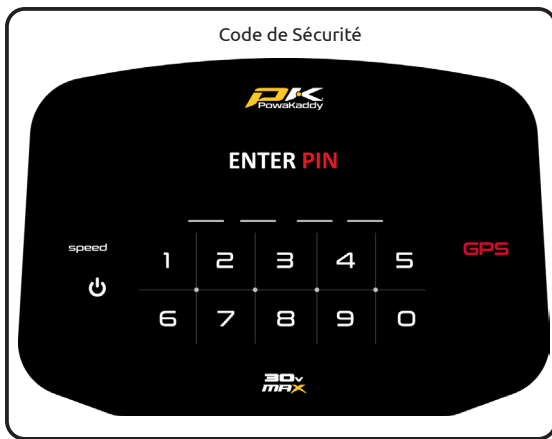 Code de Sécurité
PK
PowaKaddy
ENTER PIN
speed
GPS
1 2 3 4 5
6 7 8 9 0
30v
MAX